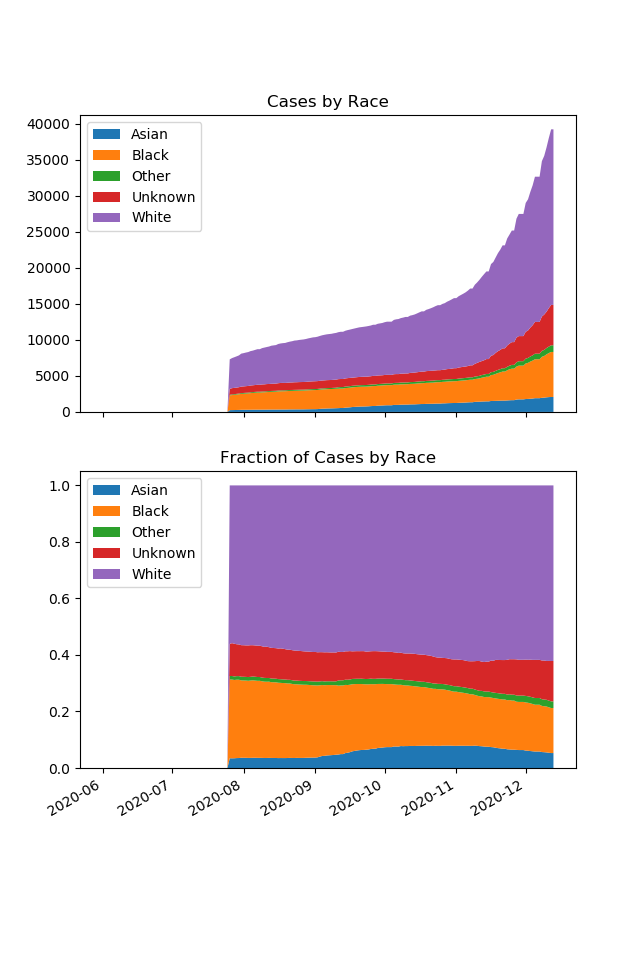 Cases by Race
40000
35000
30000
25000
20000
15000
10000
5000
0
Asian
Black
Other
Unknown
White
Fraction of Cases by Race
1.0
0.8
0.6
0.4
0.2
0.0
Asian
Black
Other
Unknown
White
2020-06
2020-07
2020-08
2020-09
2020-10
2020-11
2020-12